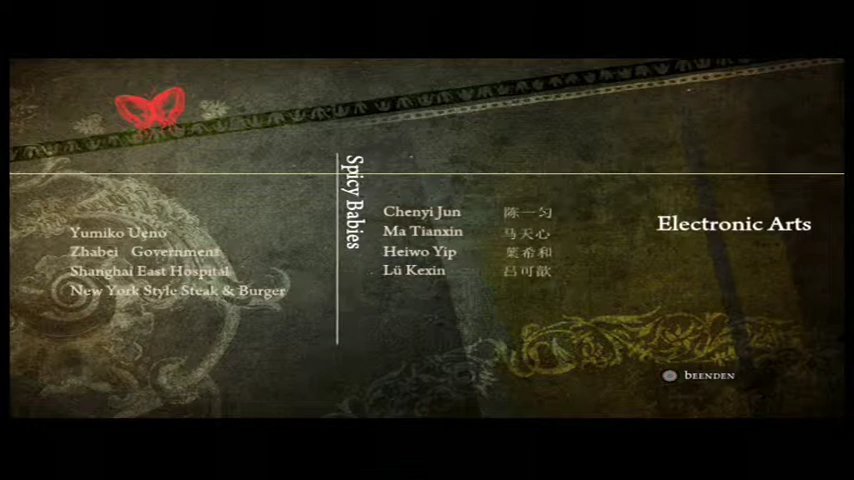 Yumiko Ueno
Zhabei Government
Shanghai East Hospital
New York Style Steak & Burger
Spicy Babies
Chenyi Jun 陈一匀
Ma Tianxin 马天心
Heiwo Yip 葉希和
Lü Kexin 吕可歆
Electronic Arts
BEENDEN